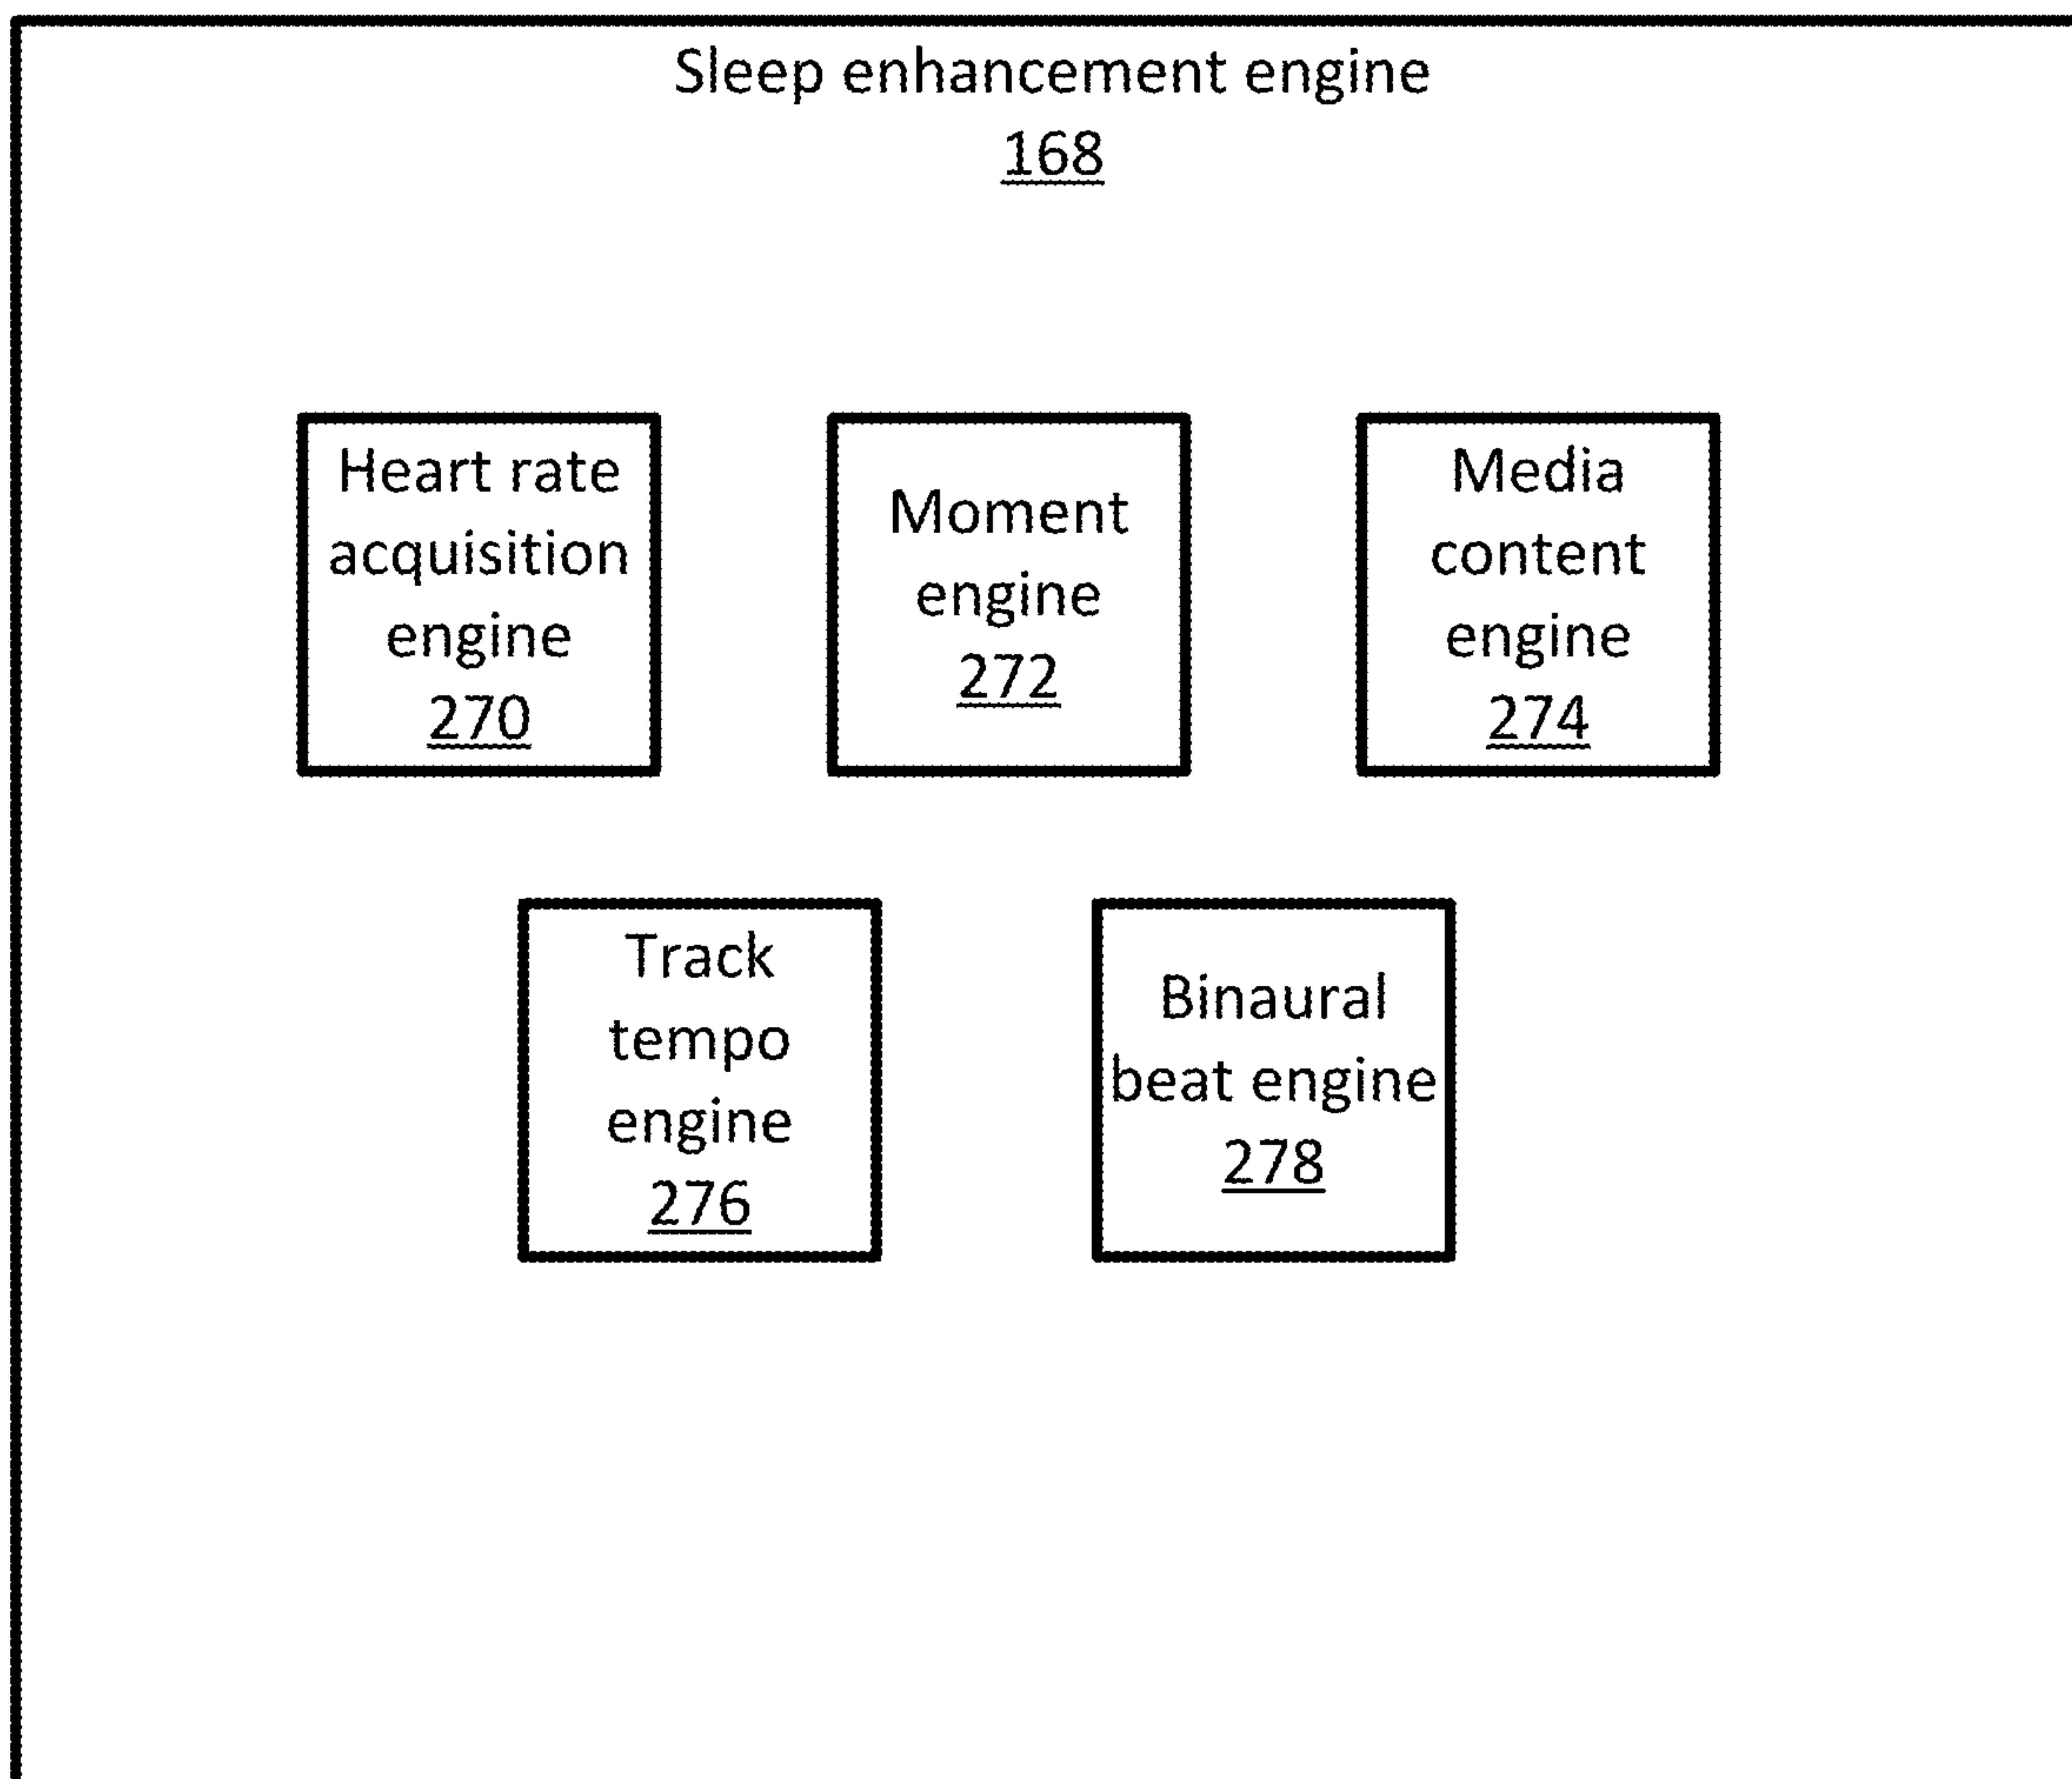 Sleep enhancement engine
168
Heart rate
acquisition
engine
270
Moment
engine
272
Media
content
engine
274
Track
tempo
engine
276
Binaural
beat engine
278